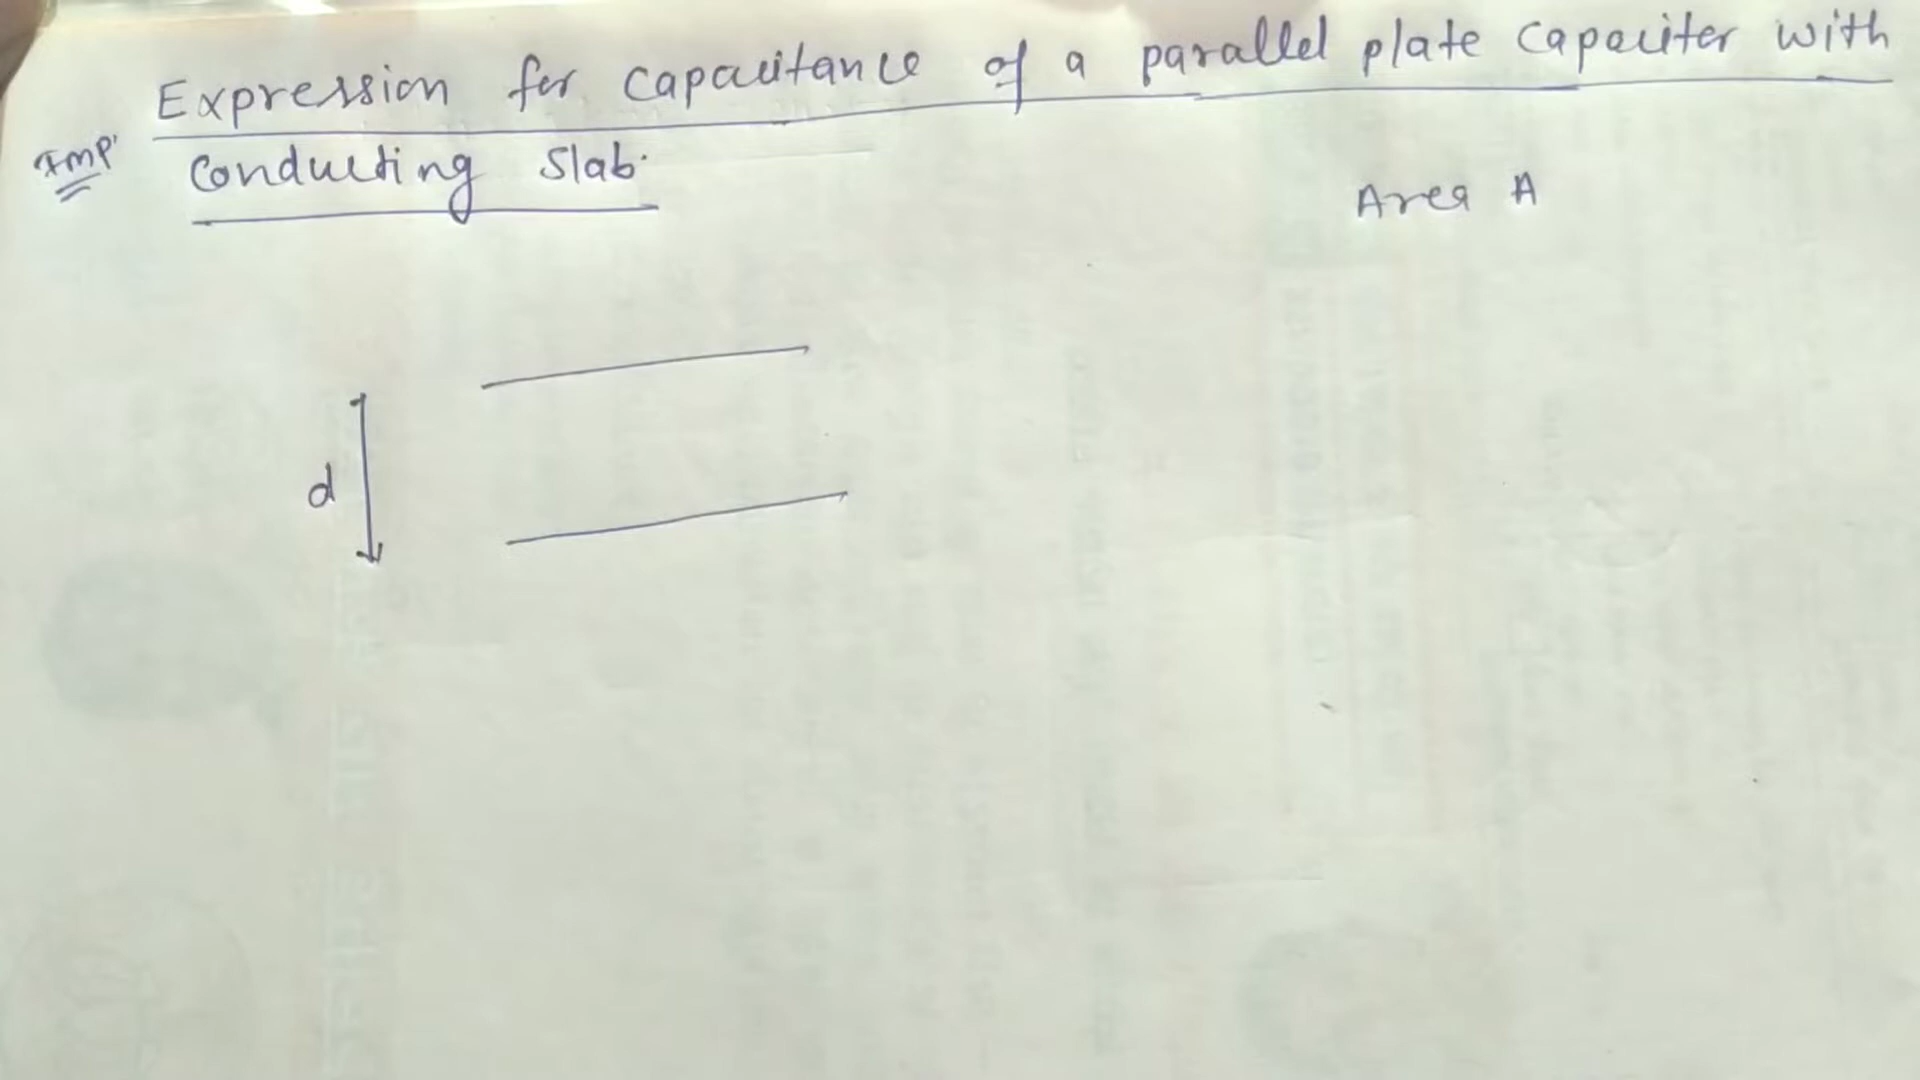 Expression for capacitance of a parallel plate capaciter with
Imp
conducting slab.
Area A
d